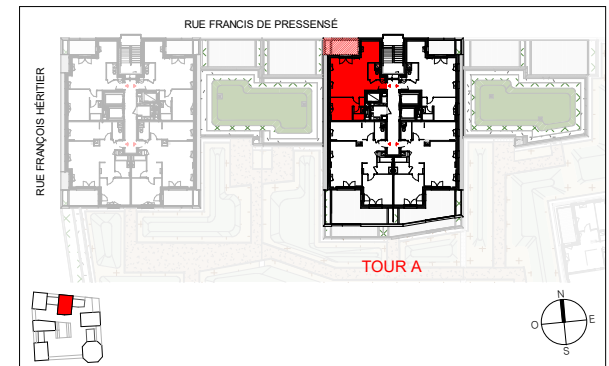 RUE FRANCIS DE PRESSENSÉ
RUE FRANÇOIS HÉRITIER
TOUR A
N
O E
S